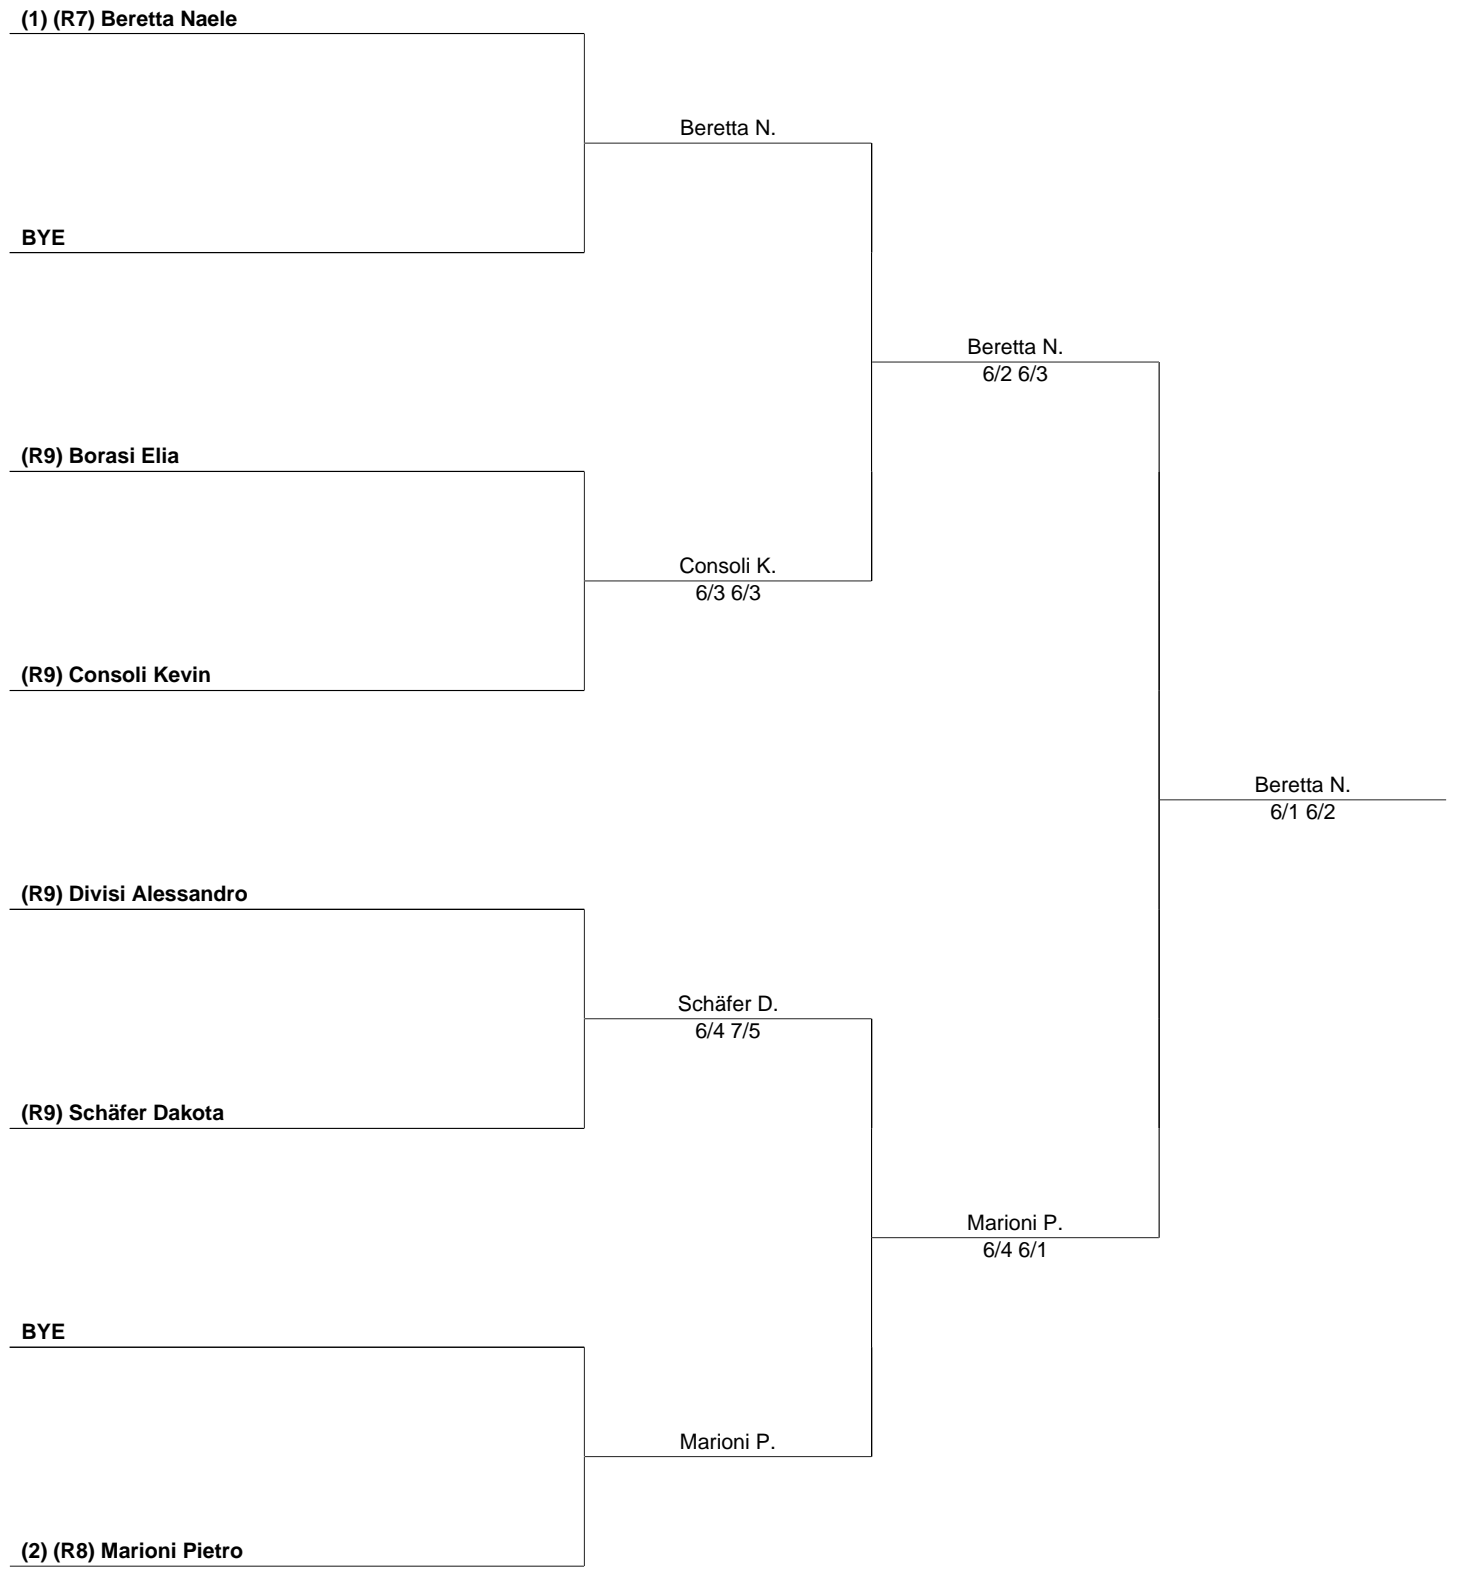 (1) (R7) Beretta Naele
Beretta N.
BYE
Beretta N.
6/2 6/3
(R9) Borasi Elia
Consoli K.
6/3 6/3
(R9) Consoli Kevin
Beretta N.
6/1 6/2
(R9) Divisi Alessandro
Schäfer D.
6/4 7/5
(R9) Schäfer Dakota
Marioni P.
6/4 6/1
BYE
Marioni P.
(2) (R8) Marioni Pietro